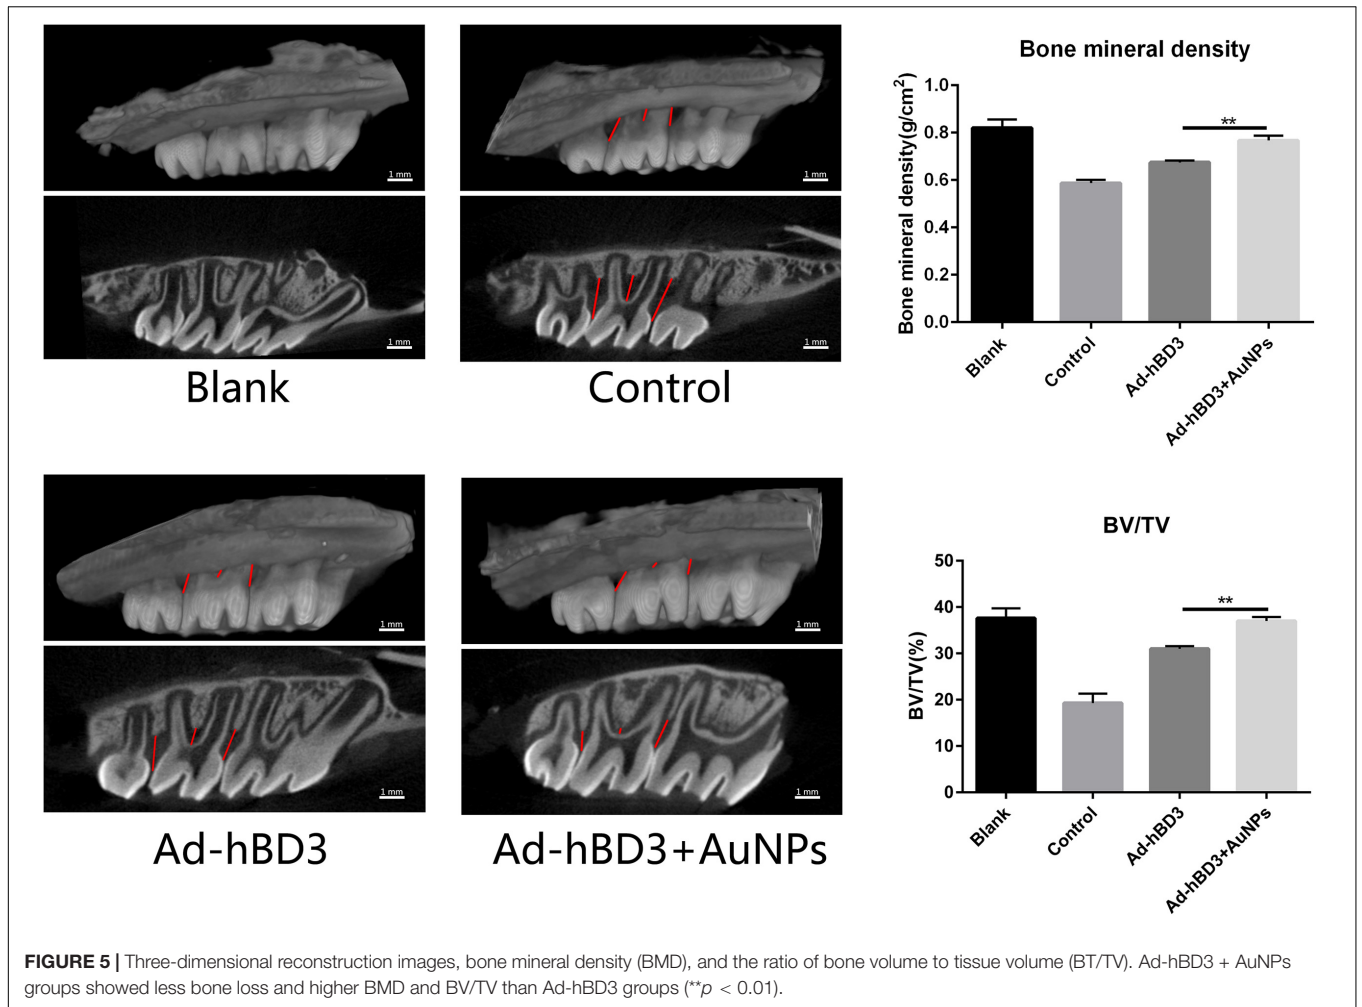 1 mm
1 mm
1 mm
1 mm
Blank
Control
Bone mineral density
Bone mineral density(g/cm²)
1.0
0.8
0.6
0.4
0.2
0.0
**
Blank
Control
Ad-hBD3
Ad-hBD3+AuNPs
1 mm
1 mm
1 mm
1 mm
Ad-hBD3
Ad-hBD3+AuNPs
BV/TV
BV/TV(%)
50
40
30
20
10
0
**
Blank
Control
Ad-hBD3
Ad-hBD3+AuNPs
FIGURE 5 | Three-dimensional reconstruction images, bone mineral density (BMD), and the ratio of bone volume to tissue volume (BT/TV). Ad-hBD3 + AuNPs
groups showed less bone loss and higher BMD and BV/TV than Ad-hBD3 groups (**p < 0.01).